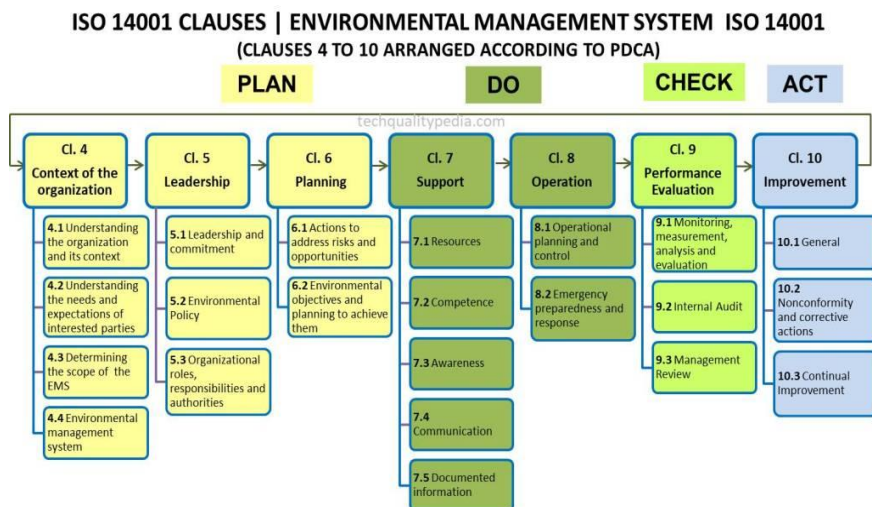 ISO 14001 CLAUSES | ENVIRONMENTAL MANAGEMENT SYSTEM ISO 14001
(CLAUSES 4 TO 10 ARRANGED ACCORDING TO PDCA)
PLAN
DO
CHECK
ACT
techqualitypedia.com
Cl. 4
Context of the
organization
4.1 Understanding
the organization
and its context
4.2 Understanding
the needs and
expectations of
interested parties
4.3 Determining
the scope of the
EMS
4.4 Environmental
management
system
Cl. 5
Leadership
5.1 Leadership and
commitment
5.2 Environmental
Policy
5.3 Organizational
roles,
responsibilities and
authorities
Cl. 6
Planning
6.1 Actions to
address risks and
opportunities
6.2 Environmental
objectives and
planning to achieve
them
Cl. 7
Support
7.1 Resources
7.2 Competence
7.3 Awareness
7.4
Communication
7.5 Documented
information
Cl. 8
Operation
8.1 Operational
planning and
control
8.2 Emergency
preparedness and
response
Cl. 9
Performance
Evaluation
9.1 Monitoring,
measurement,
analysis and
evaluation
9.2 Internal Audit
9.3 Management
Review
Cl. 10
Improvement
10.1 General
10.2
Nonconformity
and corrective
actions
10.3 Continual
Improvement